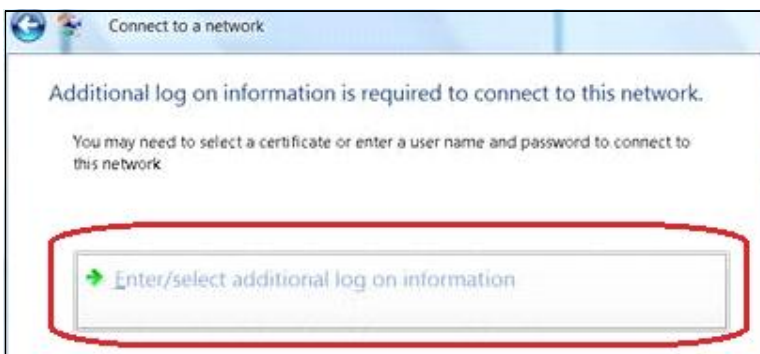 Connect to a network
Additional log on information is required to connect to this network.
You may need to select a certificate or enter a user name and password to connect to
this network
Enter/select additional log on information